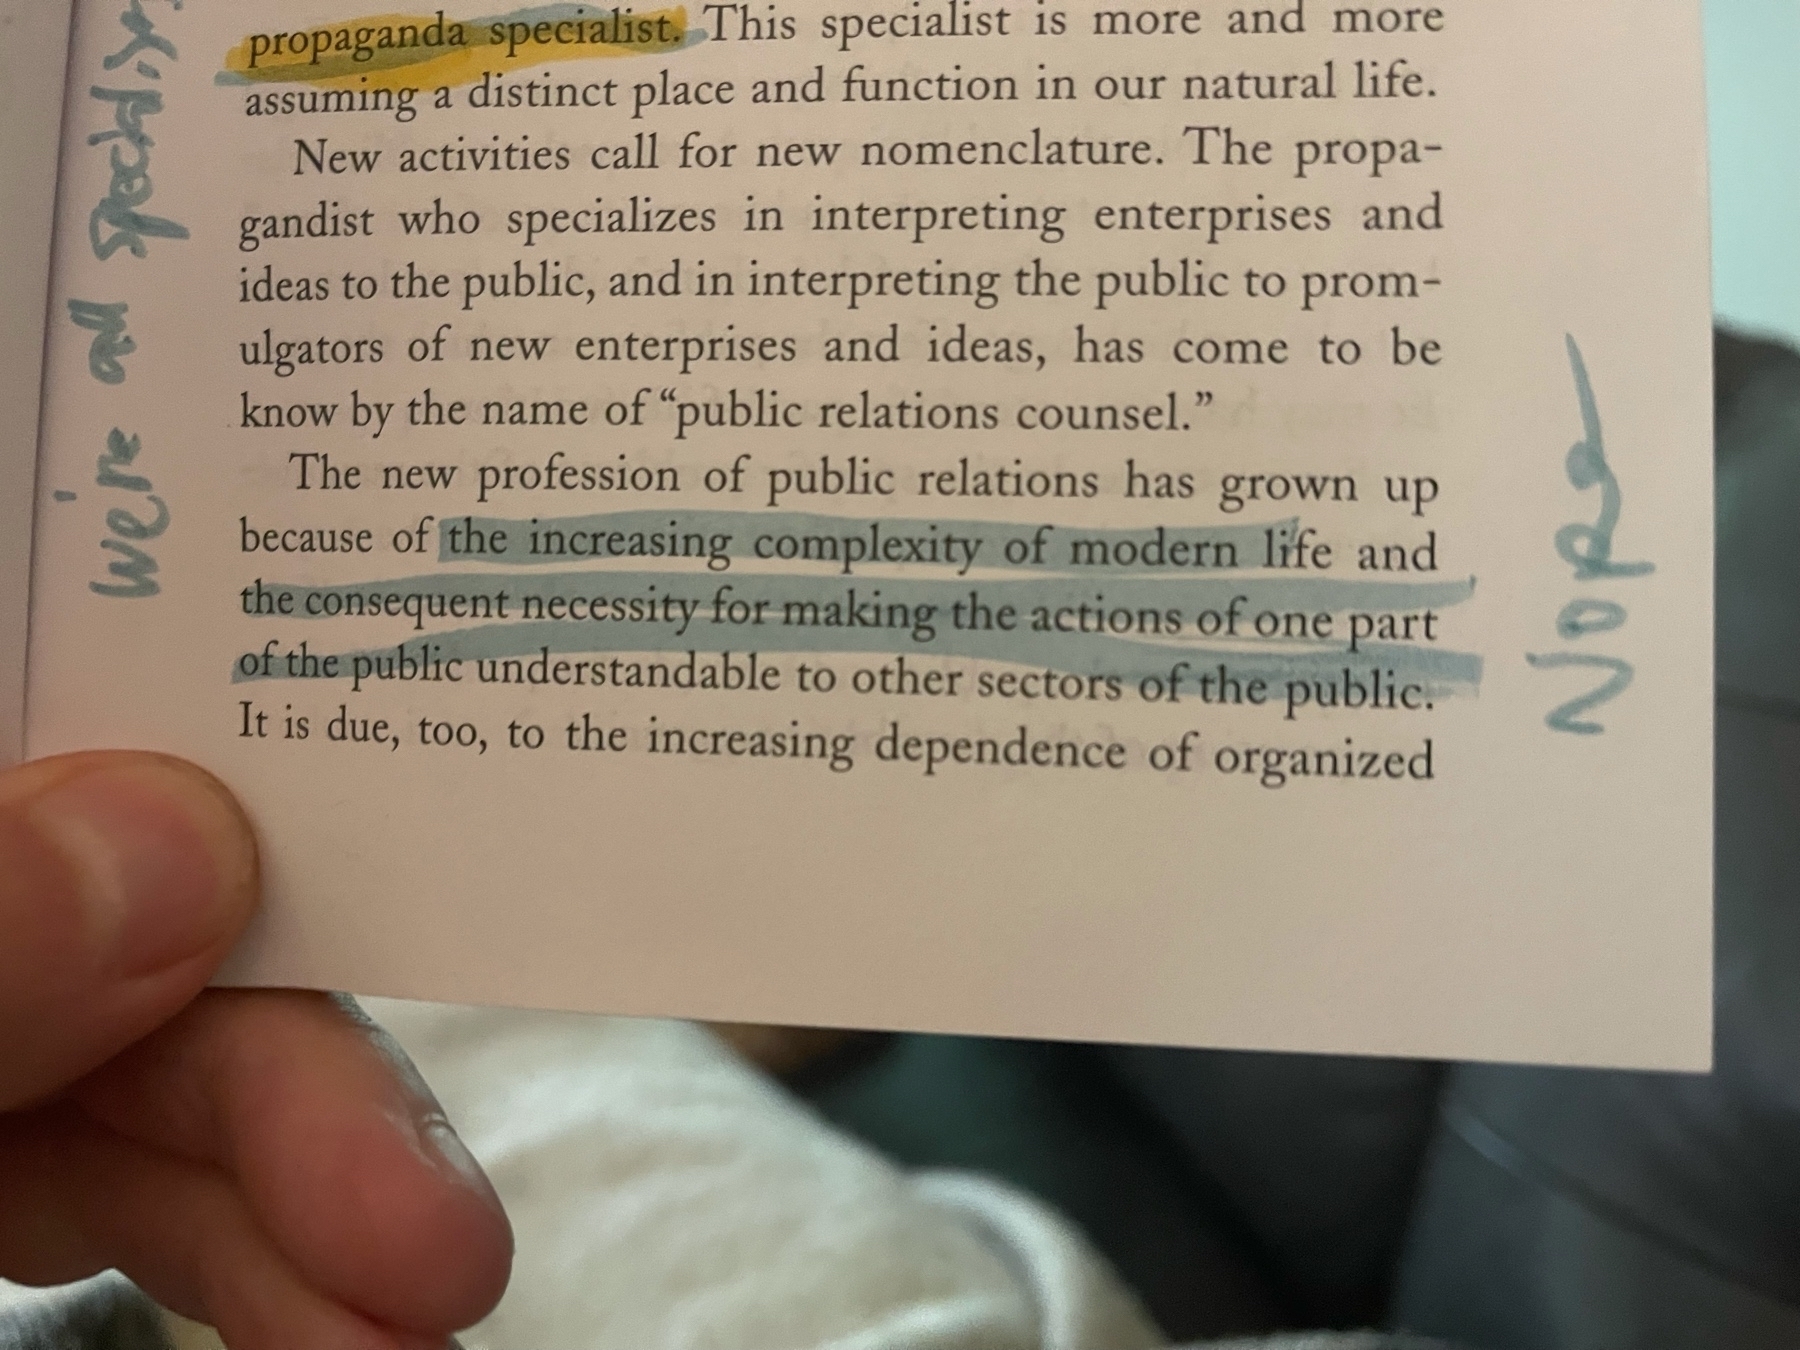 propaganda specialist. This specialist is more and more
assuming a distinct place and function in our natural life.
New activities call for new nomenclature. The propa-
gandist who specializes in interpreting enterprises and
ideas to the public, and in interpreting the public to prom-
ulgators of new enterprises and ideas, has come to be
know by the name of “public relations counsel.”
The new profession of public relations has grown up
because of the increasing complexity of modern life and
the consequent necessity for making the actions of one part
of the public understandable to other sectors of the public.
It is due, too, to the increasing dependence of organized
We're all
Nope